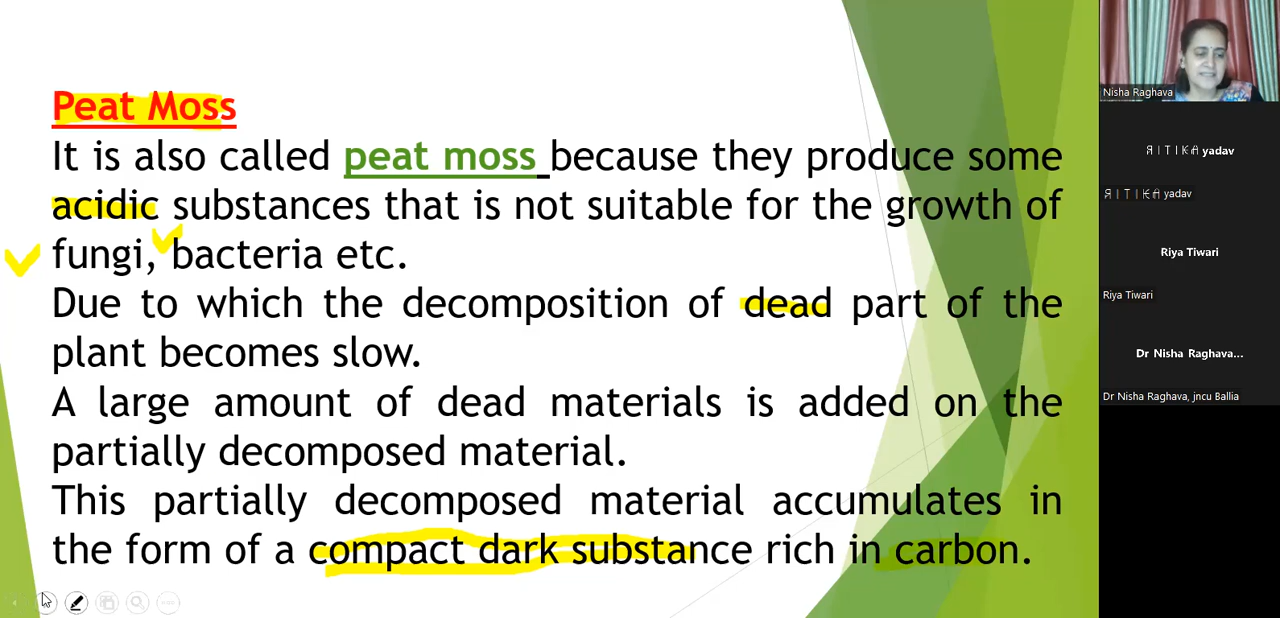 Peat Moss
It is also called peat moss because they produce some
acidic substances that is not suitable for the growth of
fungi, bacteria etc.
Due to which the decomposition of dead part of the
plant becomes slow.
A large amount of dead materials is added on the
partially decomposed material.
This partially decomposed material accumulates in
the form of a compact dark substance rich in carbon.
Nisha Raghava
ЯITIKA yadav
ЯITIKA yadav
Riya Tiwari
Riya Tiwari
Dr Nisha Raghava...
Dr Nisha Raghava, jncu Ballia